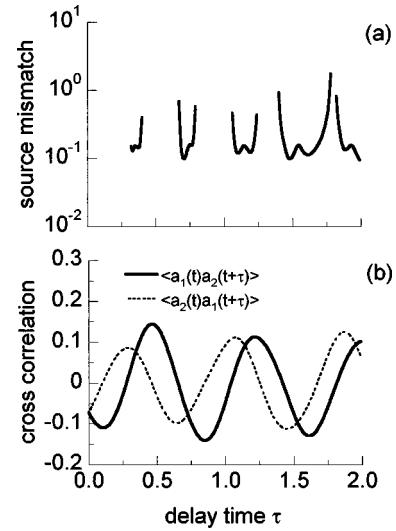 (a)
10¹
10⁰
10⁻¹
10⁻²
source mismatch
(b)
0.3
0.2
0.1
0
-0.1
-0.2
cross correlation
<a₁(t)a₂(t+τ)>
<a₂(t)a₁(t+τ)>
0.0 0.5 1.0 1.5 2.0
delay time τ